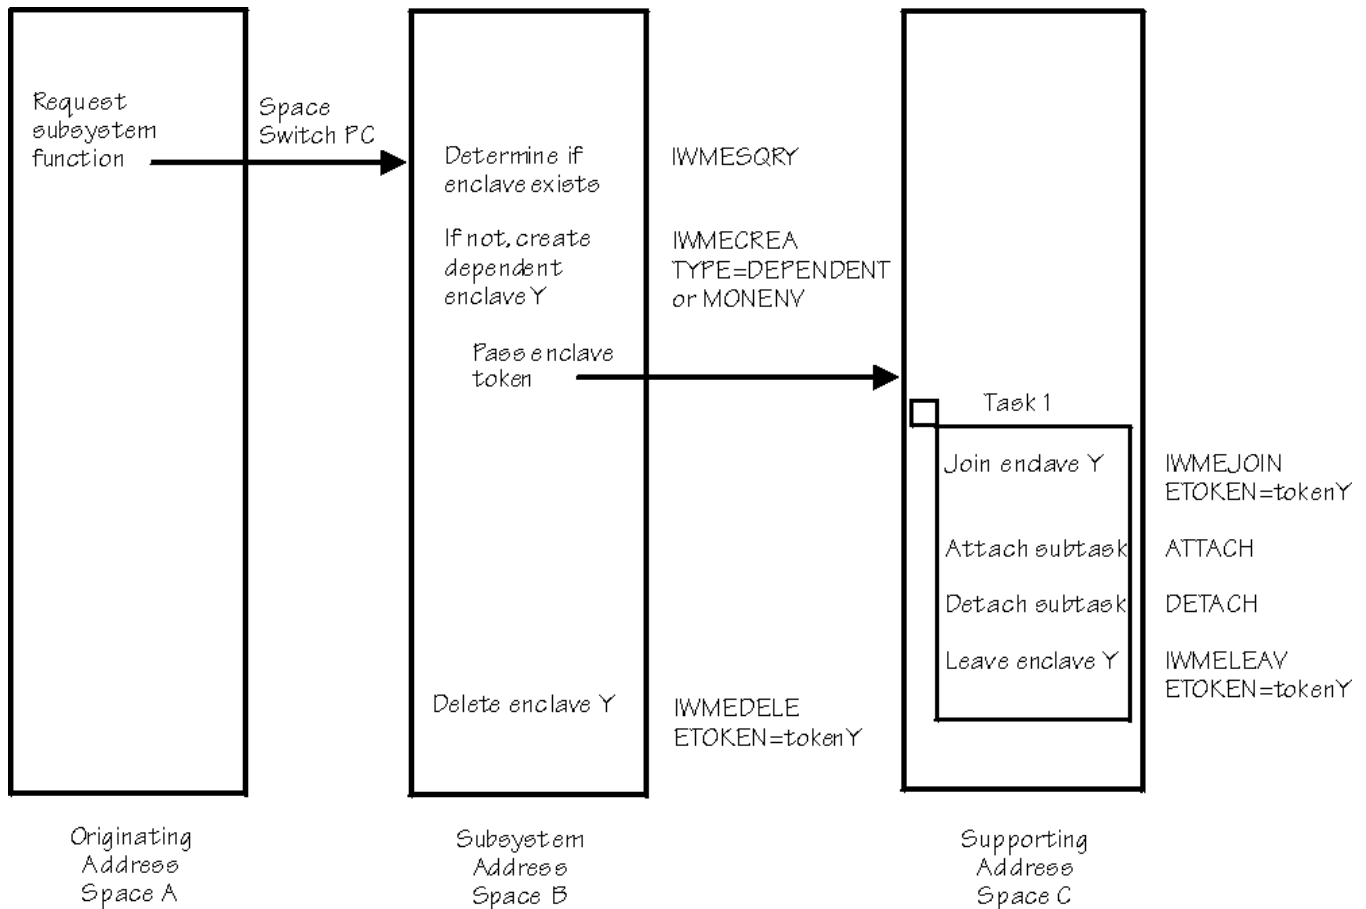 Request
subsystem
function
Space
Switch PC
Determine if
enclave exists
IWMESQRY
If not, create
dependent
enclave Y
IWMECREA
TYPE=DEPENDENT
or MONENV
Pass enclave
token
Task 1
Join enclave Y
IWMEJOIN
ETOKEN=tokenY
Attach subtask
ATTACH
Detach subtask
DETACH
Leave enclave Y
IWMELEAV
ETOKEN=tokenY
Delete enclave Y
IWMEDELE
ETOKEN=tokenY
Originating
Address
Space A
Subsystem
Address
Space B
Supporting
Address
Space C